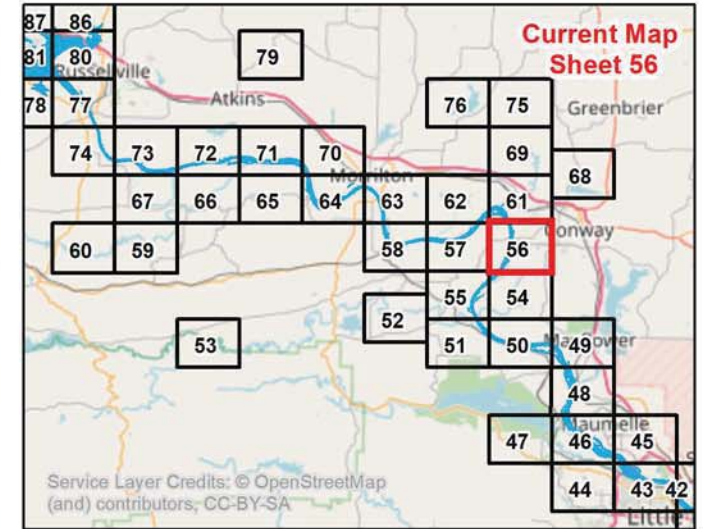 87 86
Current Map
Sheet 56
81 80 79
Russellville
78 77 Atkins 76 75 Greenbrier
74 73 72 71 70 69
Morrilton 68
67 66 65 64 63 62 61
Conway
60 59 58 57 56
55 54
53 52
51 50 49
48
Maumelle
47 46 45
Service Layer Credits: © OpenStreetMap
(and) contributors, CC-BY-SA
44 43 42
Little